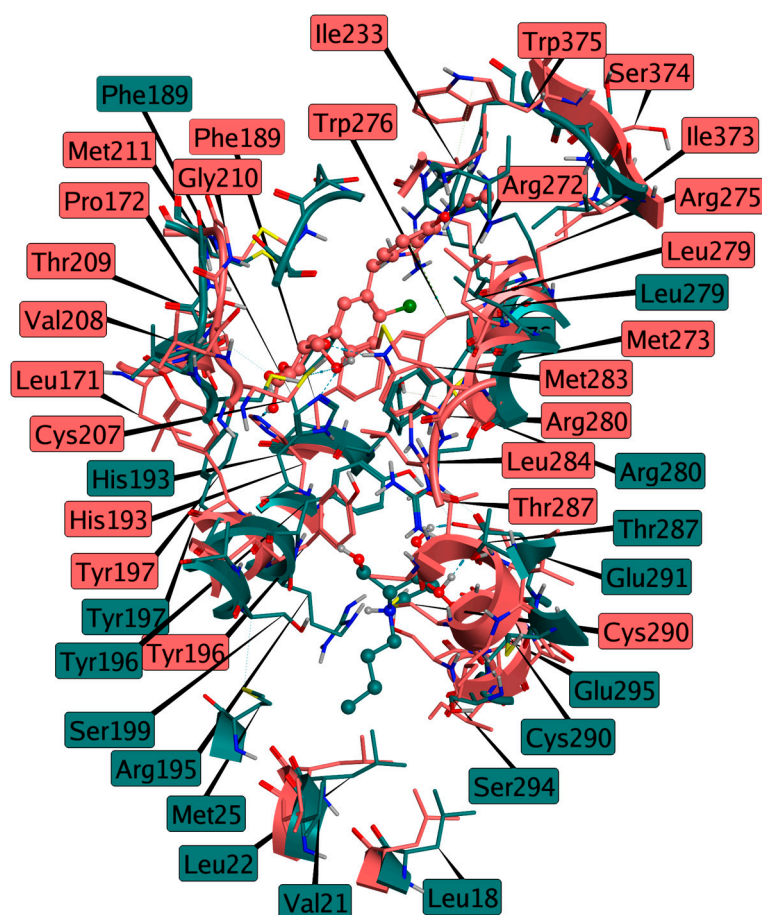 Ile233
Trp375
Ser374
Phe189
Trp276
Phe189
Met211
Gly210
Ile373
Arg272
Pro172
Arg275
Thr209
Leu279
Leu279
Val208
Met273
Leu171
Met283
Cys207
Arg280
Leu284
Arg280
His193
Thr287
His193
Thr287
Tyr197
Glu291
Tyr197
Cys290
Tyr196
Tyr196
Glu295
Ser199
Cys290
Arg195
Ser294
Met25
Leu22
Val21
Leu18